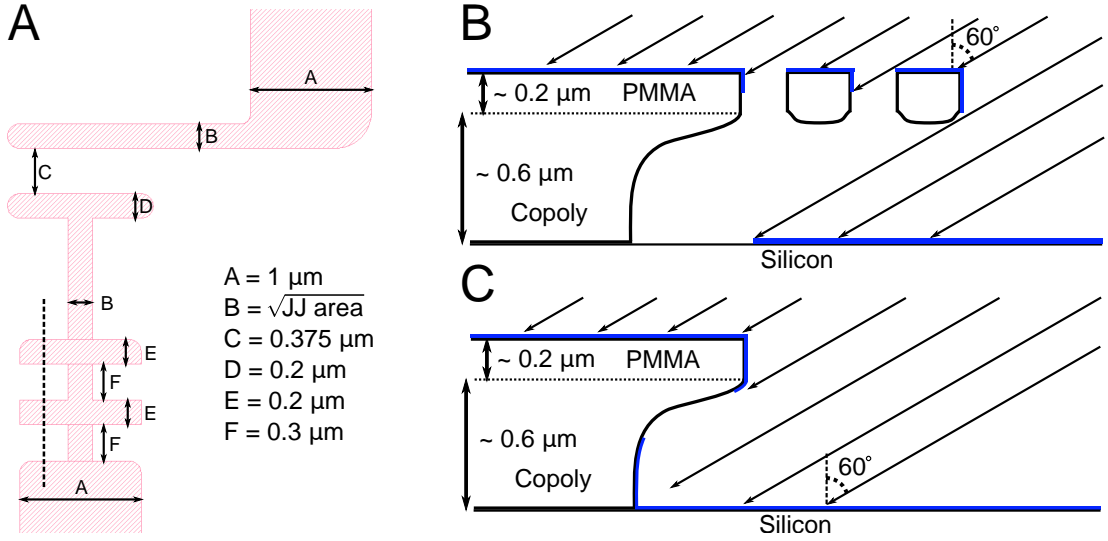 A
A
B
C
D
B
E
F
E
F
A
A = 1 µm
B = √JJ area
C = 0.375 µm
D = 0.2 µm
E = 0.2 µm
F = 0.3 µm
B
60°
~ 0.2 µm PMMA
~ 0.6 µm
Copoly
Silicon
C
~ 0.2 µm PMMA
~ 0.6 µm
Copoly
60°
Silicon